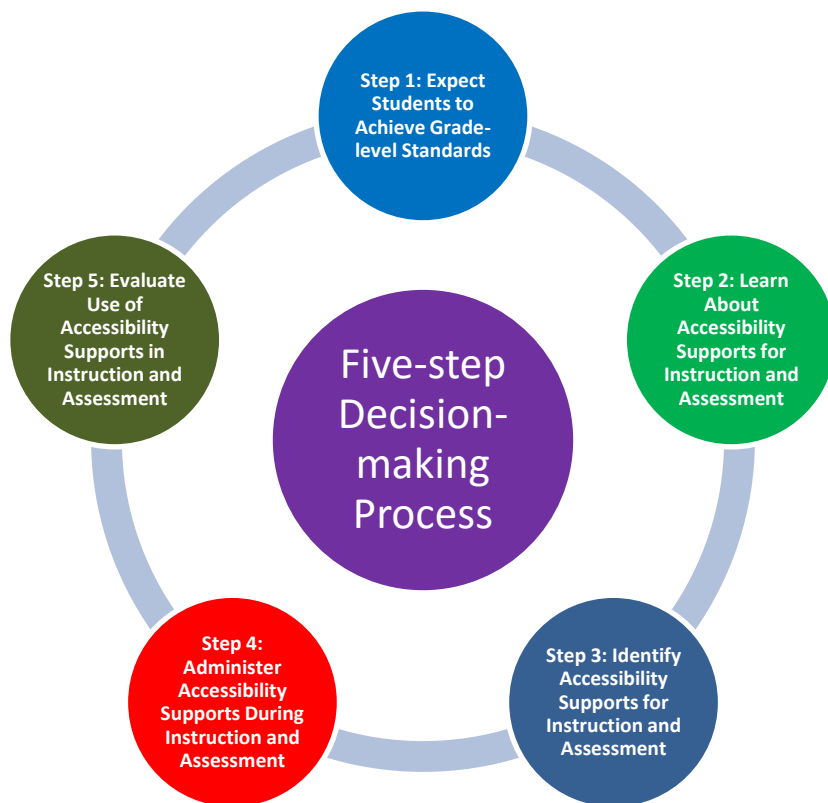 Step 1: Expect
Students to
Achieve Grade-
level Standards
Step 2: Learn
About
Accessibility
Supports for
Instruction and
Assessment
Step 3: Identify
Accessibility
Supports for
Instruction and
Assessment
Step 4:
Administer
Accessibility
Supports During
Instruction and
Assessment
Step 5: Evaluate
Use of
Accessibility
Supports in
Instruction and
Assessment
Five-step
Decision-
making
Process